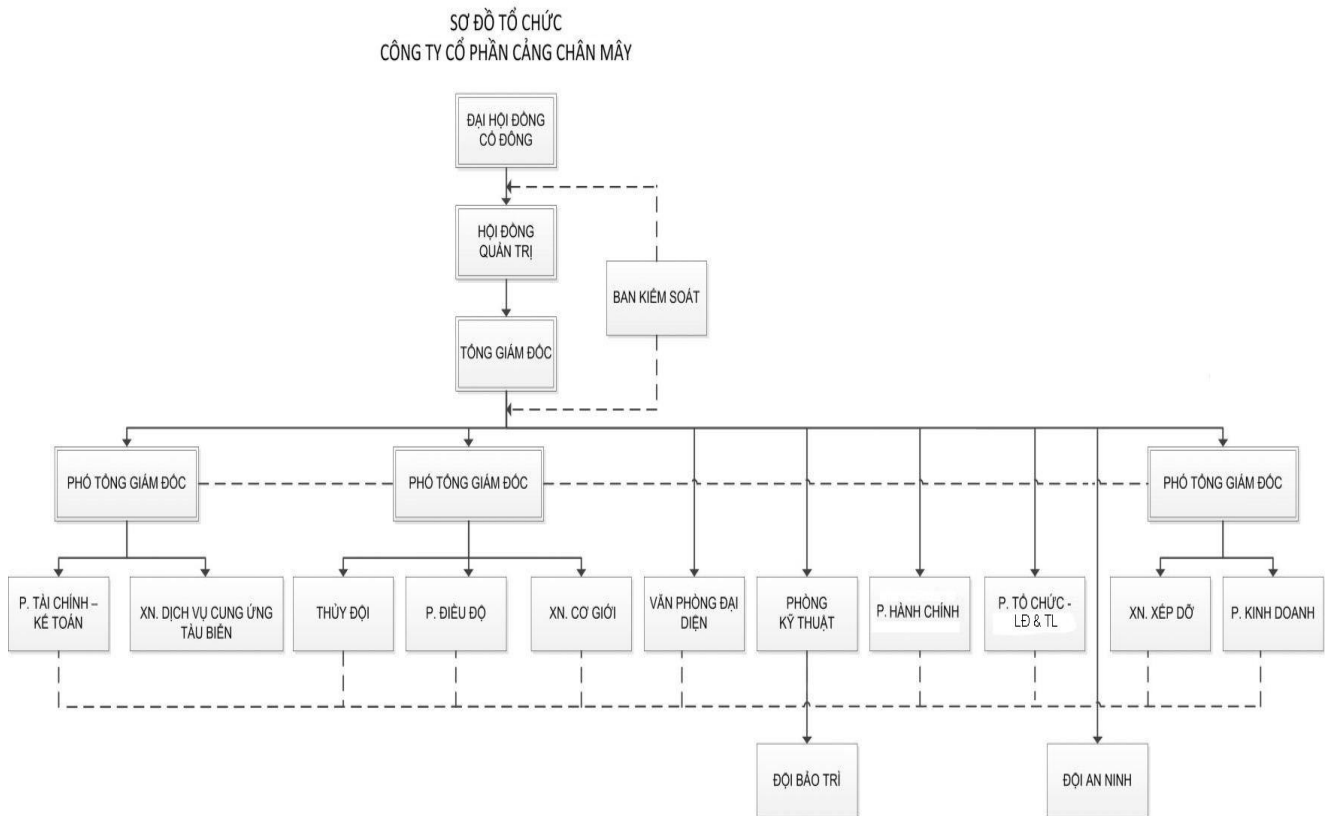 SƠ ĐỒ TỔ CHỨC
CÔNG TY CỔ PHẦN CẢNG CHÂN MÂY
ĐẠI HỘI ĐỒNG
CỔ ĐÔNG
HỘI ĐỒNG
QUẢN TRỊ
BAN KIỂM SOÁT
TỔNG GIÁM ĐỐC
PHÓ TỔNG GIÁM ĐỐC
PHÓ TỔNG GIÁM ĐỐC
PHÓ TỔNG GIÁM ĐỐC
P. TÀI CHÍNH –
KẾ TOÁN
XN. DỊCH VỤ CUNG ỨNG
TÀU BIỂN
THỦY ĐỘI
P. ĐIỀU ĐỘ
XN. CƠ GIỚI
VĂN PHÒNG ĐẠI
DIỆN
PHÒNG
KỸ THUẬT
P. HÀNH CHÍNH
P. TỔ CHỨC -
LĐ & TL
XN. XẾP DỠ
P. KINH DOANH
ĐỘI BẢO TRÌ
ĐỘI AN NINH